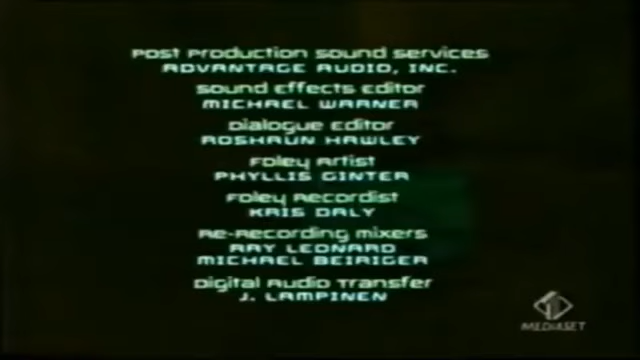 Post Production Sound Services
ADVANTAGE AUDIO, INC.
Sound Effects Editor
MICHAEL WARNER
Dialogue Editor
ROSHAUN HAWLEY
Foley Artist
PHYLLIS GINTER
Foley Recordist
KRIS DALY
Re-Recording Mixers
RAY LEONARD
MICHAEL BEIRIGER
Digital Audio Transfer
J. LAMPINEN
MEDIASET